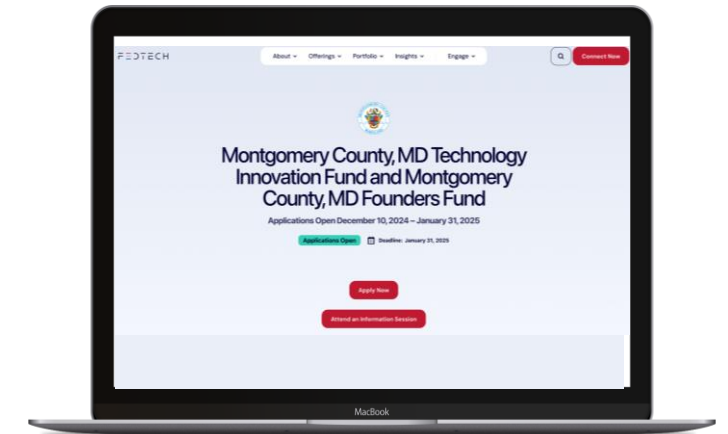 FEDTECH
About
Offerings
Portfolio
Insights
Engage
Connect Now
Montgomery County, MD Technology
Innovation Fund and Montgomery
County, MD Founders Fund
Applications Open December 10, 2024 – January 31, 2025
Applications Open
Deadline: January 31, 2025
Apply Now
Attend an Information Session
MacBook